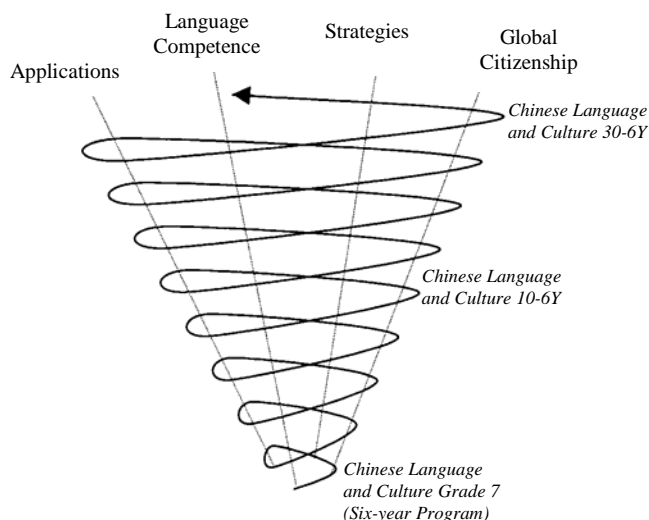 Applications
Language
Competence
Strategies
Global
Citizenship
Chinese Language
and Culture 30-6Y
Chinese Language
and Culture 10-6Y
Chinese Language
and Culture Grade 7
(Six-year Program)